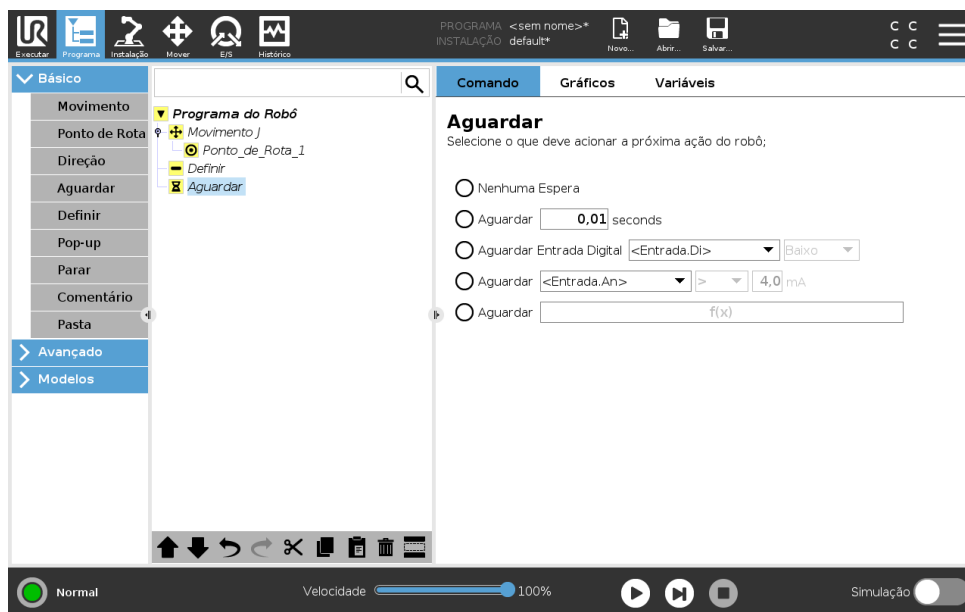 UR
PROGRAMA <sem nome>*
INSTALAÇÃO default*
Executar Programa Instalação Mover E/S Histórico
Novo... Abrir... Salvar...
C C
C C
Básico
Movimento
Ponto de Rota
Direção
Aguardar
Definir
Pop-up
Parar
Comentário
Pasta
Avançado
Modelos
Programa do Robô
Movimento J
Ponto_de_Rota_1
Definir
Aguardar
Comando Gráficos Variáveis
Aguardar
Selecione o que deve acionar a próxima ação do robô;
Nenhuma Espera
Aguardar 0,01 seconds
Aguardar Entrada Digital <Entrada.Di> Baixo
Aguardar <Entrada.An> > 4,0 mA
Aguardar f(x)
Normal
Velocidade 100%
Simulação